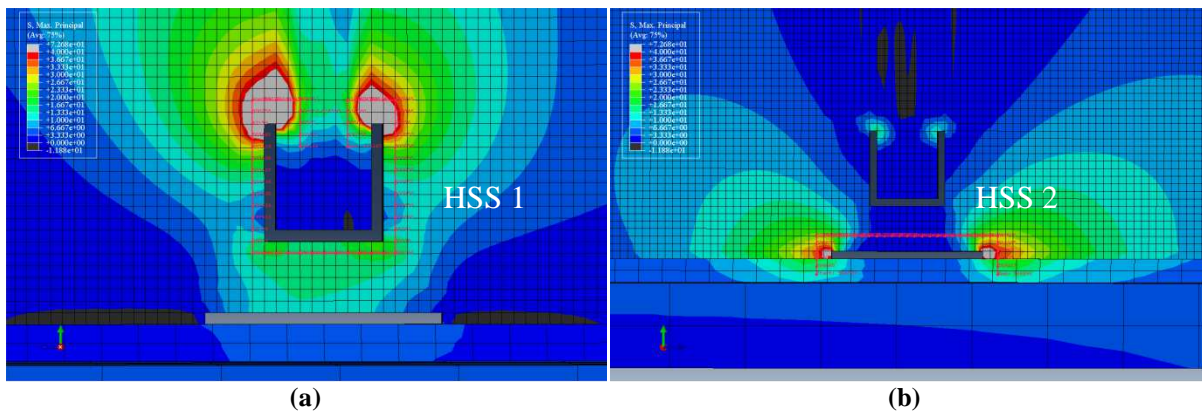 S, Max. Principal
(Avg: 75%)
+7.268e+01
+4.000e+01
+3.667e+01
+3.333e+01
+3.000e+01
+2.667e+01
+2.333e+01
+2.000e+01
+1.667e+01
+1.333e+01
+1.000e+01
+6.667e+00
+3.333e+00
+0.000e+00
-1.188e+01
HSS 1
(a)
S, Max. Principal
(Avg: 75%)
+7.268e+01
+4.000e+01
+3.667e+01
+3.333e+01
+3.000e+01
+2.667e+01
+2.333e+01
+2.000e+01
+1.667e+01
+1.333e+01
+1.000e+01
+6.667e+00
+3.333e+00
+0.000e+00
-1.188e+01
HSS 2
(b)